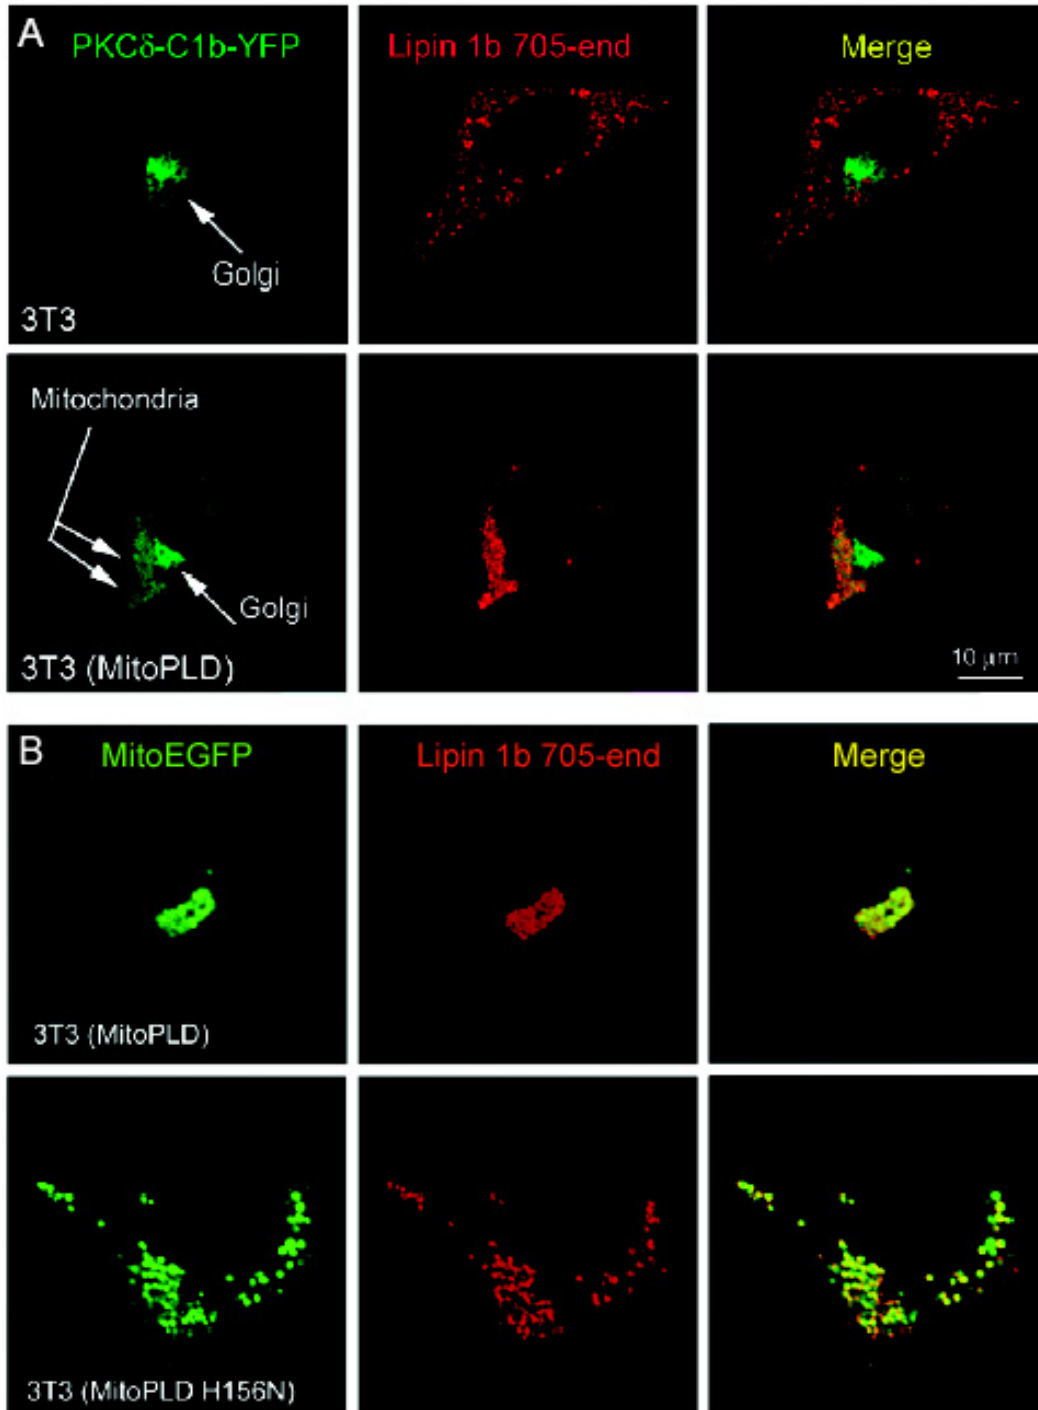 A
PKCδ-C1b-YFP
Lipin 1b 705-end
Merge
Golgi
3T3
Mitochondria
Golgi
3T3 (MitoPLD)
10 µm
B
MitoEGFP
Lipin 1b 705-end
Merge
3T3 (MitoPLD)
3T3 (MitoPLD H156N)